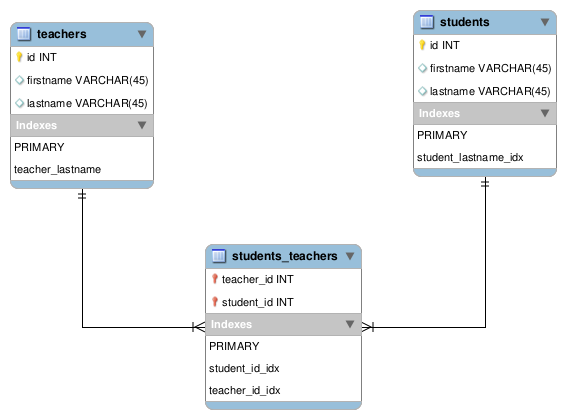 teachers
id INT
firstname VARCHAR(45)
lastname VARCHAR(45)
Indexes
PRIMARY
teacher_lastname
students
id INT
firstname VARCHAR(45)
lastname VARCHAR(45)
Indexes
PRIMARY
student_lastname_idx
students_teachers
teacher_id INT
student_id INT
Indexes
PRIMARY
student_id_idx
teacher_id_idx